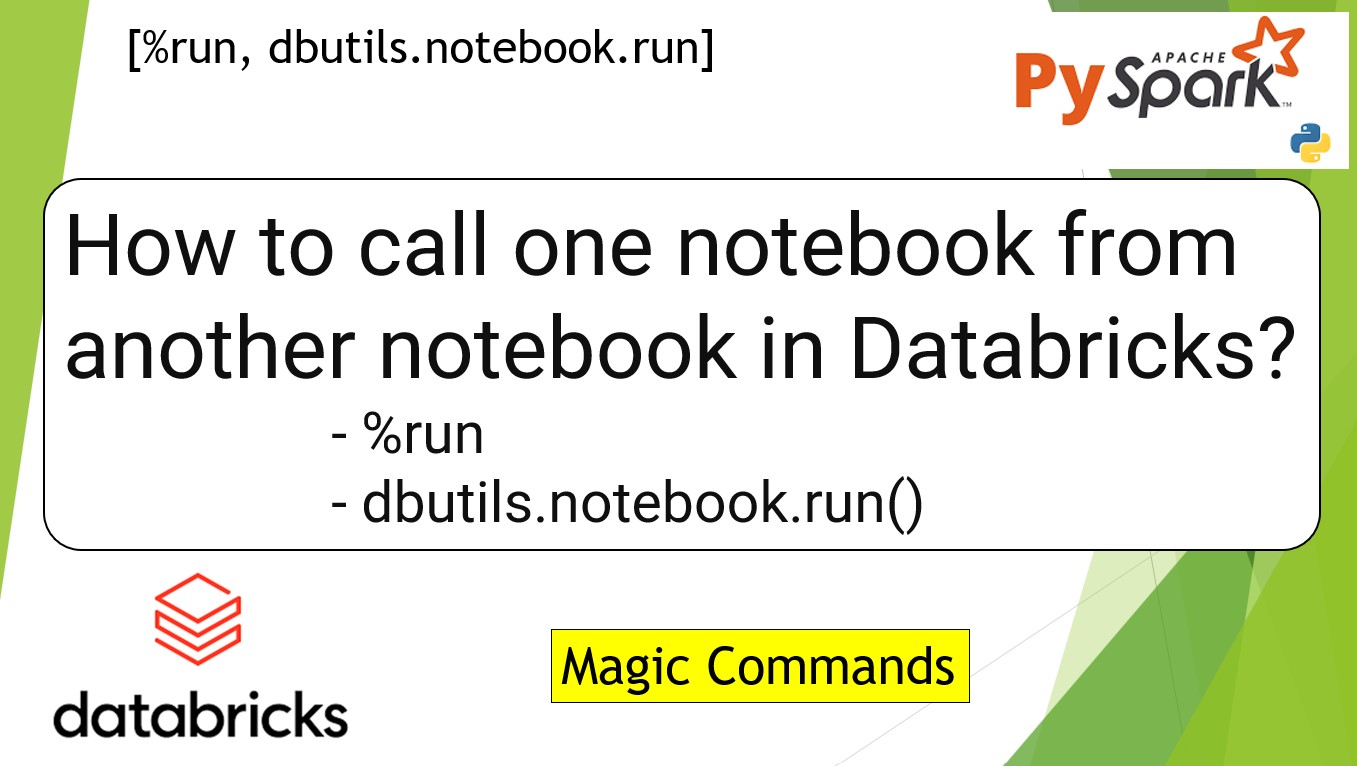 [%run, dbutils.notebook.run]
APACHE
PySpark™
How to call one notebook from
another notebook in Databricks?
- %run
- dbutils.notebook.run()
databricks
Magic Commands